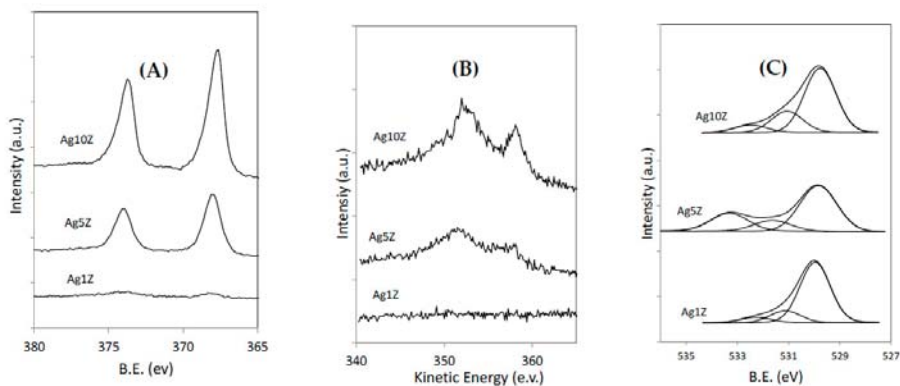 (A)
Ag10Z
Ag5Z
Ag1Z
Intensity (a.u.)
380 375 370 365
B.E. (ev)
(B)
Ag10Z
Ag5Z
Ag1Z
Intensiy (a.u.)
340 350 360
Kinetic Energy (e.v.)
(C)
Ag10Z
Ag5Z
Ag1Z
Intensity (a.u.)
535 533 531 529 527
B.E. (eV)